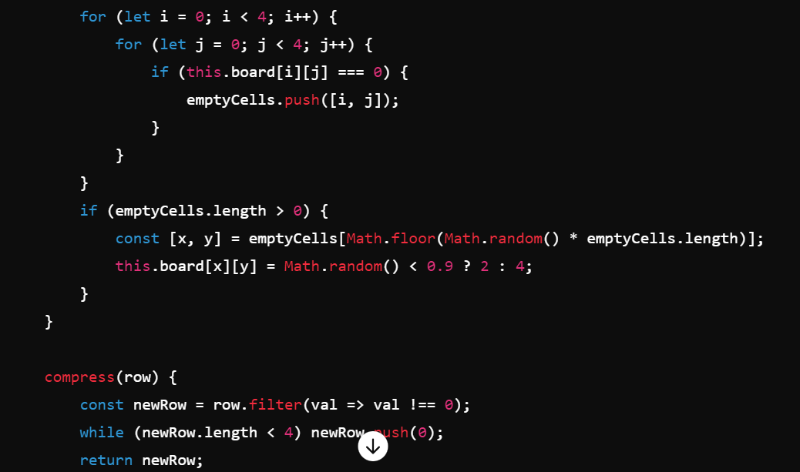 for (let i = 0; i < 4; i++) {
for (let j = 0; j < 4; j++) {
if (this.board[i][j] === 0) {
emptyCells.push([i, j]);
}
}
}
if (emptyCells.length > 0) {
const [x, y] = emptyCells[Math.floor(Math.random() * emptyCells.length)];
this.board[x][y] = Math.random() < 0.9 ? 2 : 4;
}
}
compress(row) {
const newRow = row.filter(val => val !== 0);
while (newRow.length < 4) newRow.push(0);
return newRow;